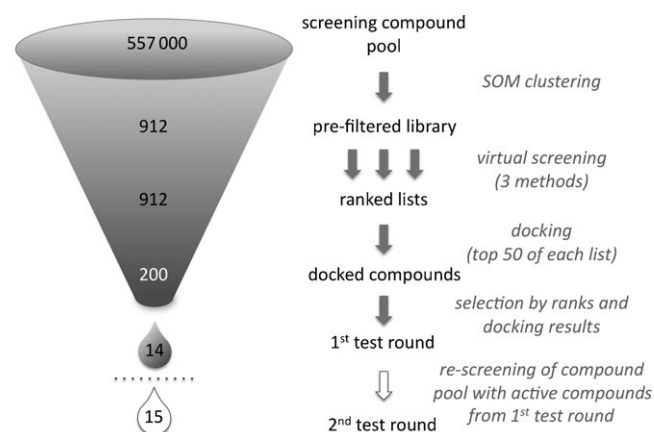 557 000
screening compound
pool
SOM clustering
912
pre-filtered library
virtual screening
(3 methods)
912
ranked lists
docking
(top 50 of each list)
200
docked compounds
selection by ranks and
docking results
14
1st test round
re-screening of compound
pool with active compounds
from 1st test round
15
2nd test round